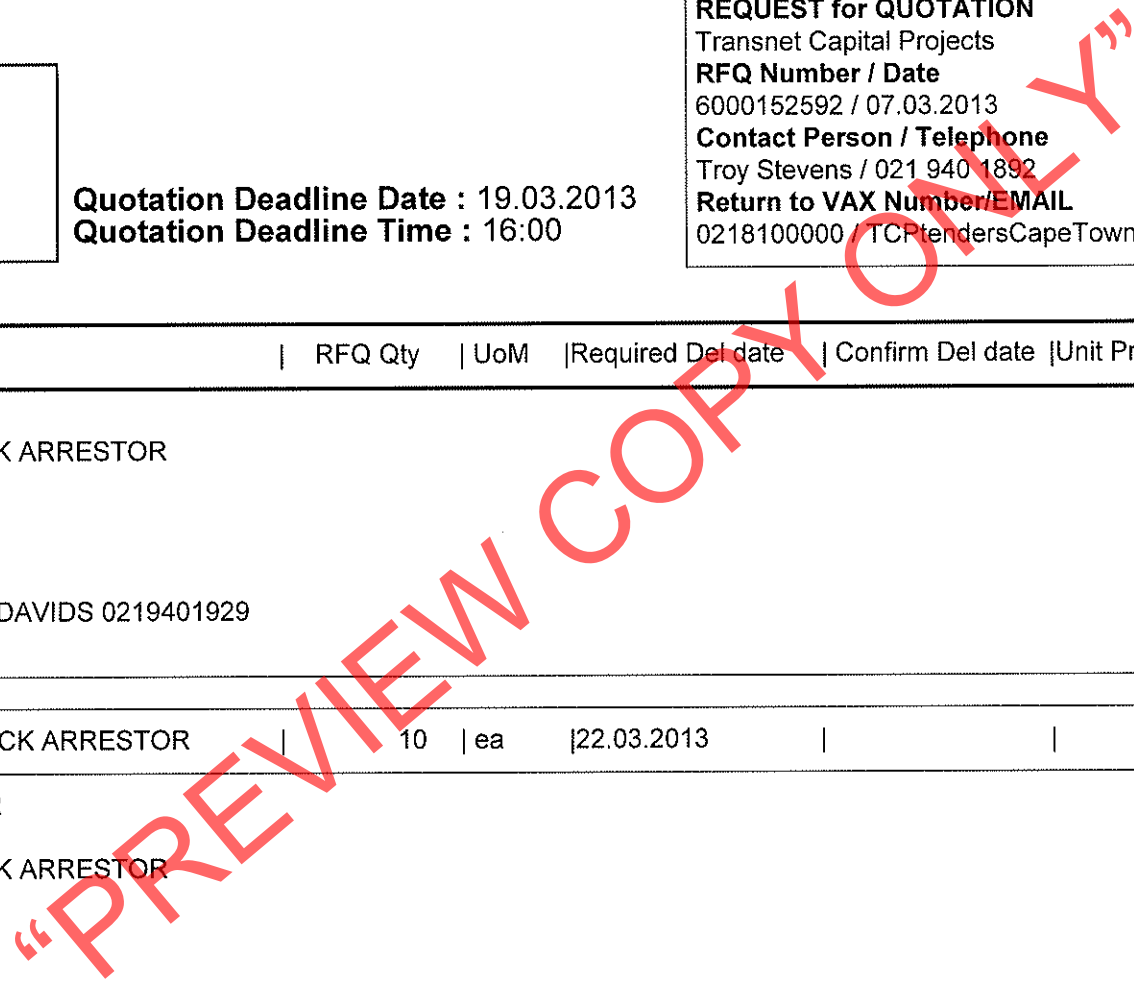 REQUEST for QUOTATION
Transnet Capital Projects
RFQ Number / Date
6000152592 / 07.03.2013
Contact Person / Telephone
Troy Stevens / 021 940 1892
Return to VAX Number/EMAIL
0218100000 / TCPtendersCapeTown
Quotation Deadline Date : 19.03.2013
Quotation Deadline Time : 16:00
| RFQ Qty | UoM |Required Del date | Confirm Del date |Unit Pr
K ARRESTOR
DAVIDS 0219401929
CK ARRESTOR | 10 | ea |22.03.2013 | |
K ARRESTOR
"PREVIEW COPY ONLY"